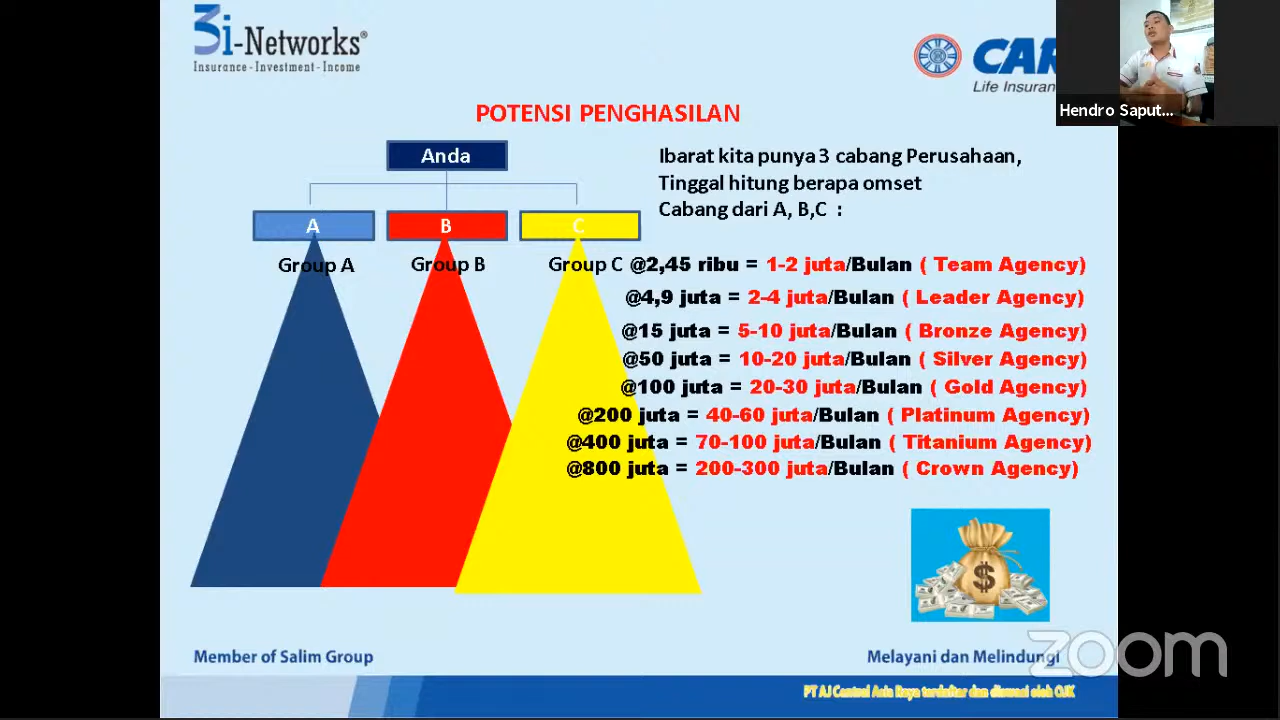 3i-Networks®
Insurance - Investment - Income
CAR
Life Insuran
Hendro Saput...
POTENSI PENGHASILAN
Anda
Ibarat kita punya 3 cabang Perusahaan,
Tinggal hitung berapa omset
Cabang dari A, B,C :
A
B
C
Group A
Group B
Group C
@2,45 ribu = 1-2 juta/Bulan ( Team Agency)
@4,9 juta = 2-4 juta/Bulan ( Leader Agency)
@15 juta = 5-10 juta/Bulan ( Bronze Agency)
@50 juta = 10-20 juta/Bulan ( Silver Agency)
@100 juta = 20-30 juta/Bulan ( Gold Agency)
@200 juta = 40-60 juta/Bulan ( Platinum Agency)
@400 juta = 70-100 juta/Bulan ( Titanium Agency)
@800 juta = 200-300 juta/Bulan ( Crown Agency)
$
Member of Salim Group
Melayani dan Melindungi
zoom
PT AJ Central Asia Raya terdaftar dan diawasi oleh OJK